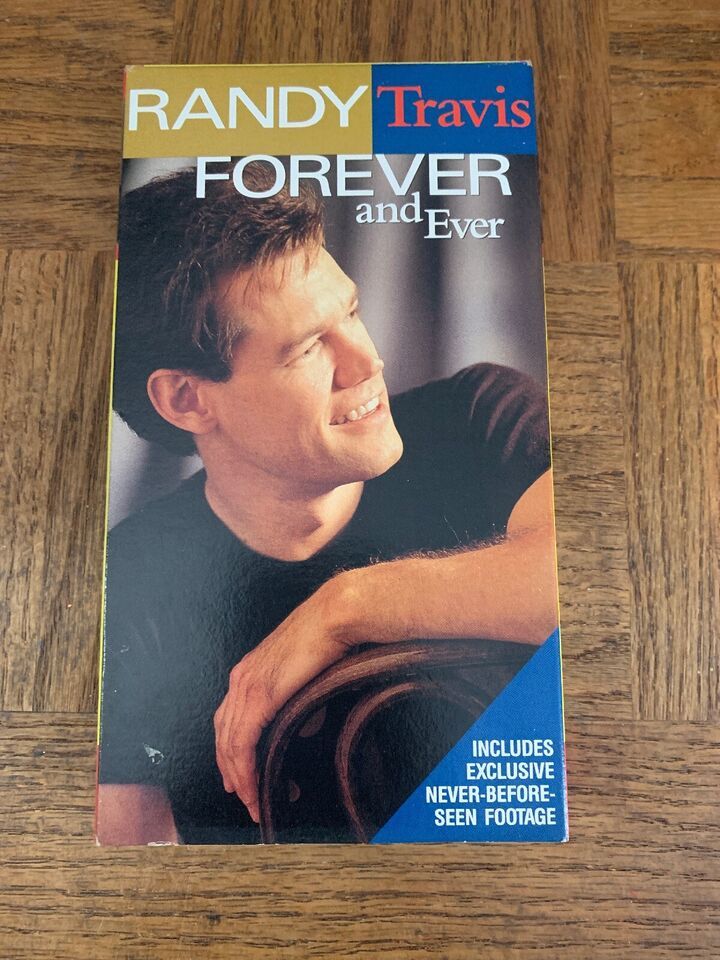 RANDY Travis
FOREVER
and Ever
INCLUDES
EXCLUSIVE
NEVER-BEFORE-
SEEN FOOTAGE